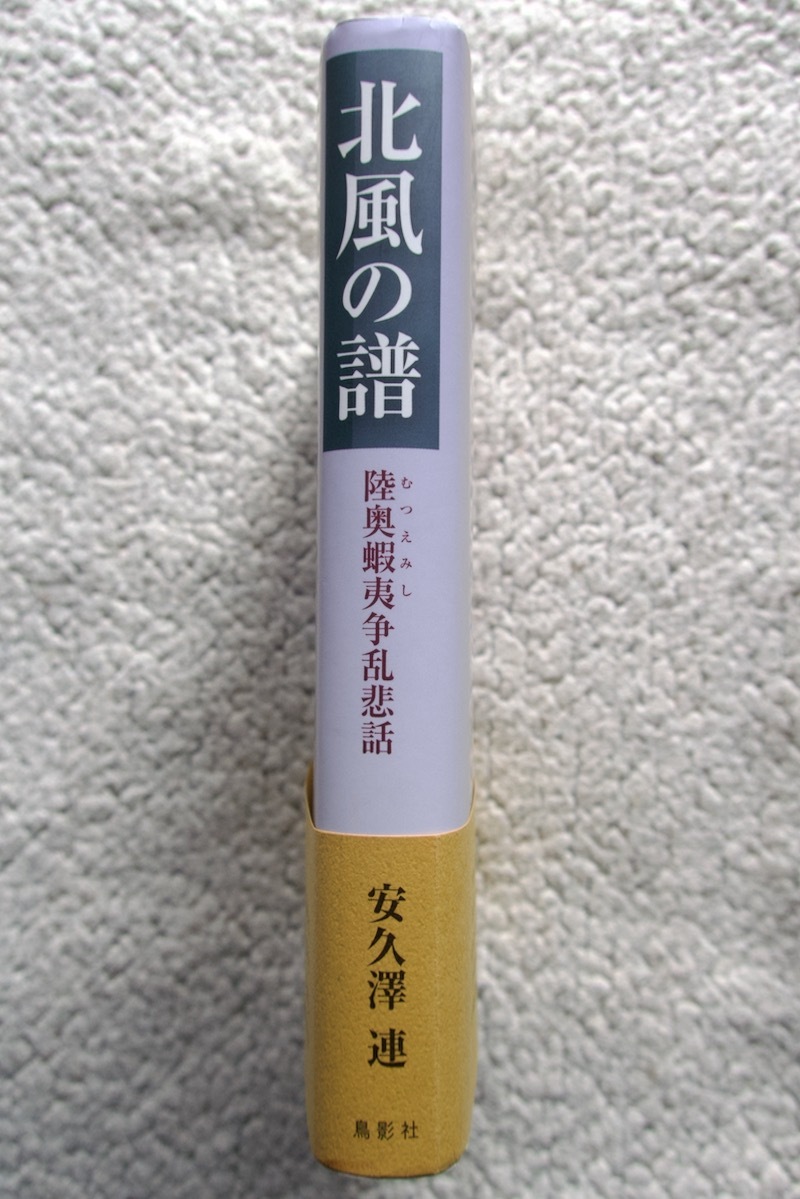 北風の譜
むつえみし
陸奥蝦夷争乱悲話
安久澤 連
鳥影社